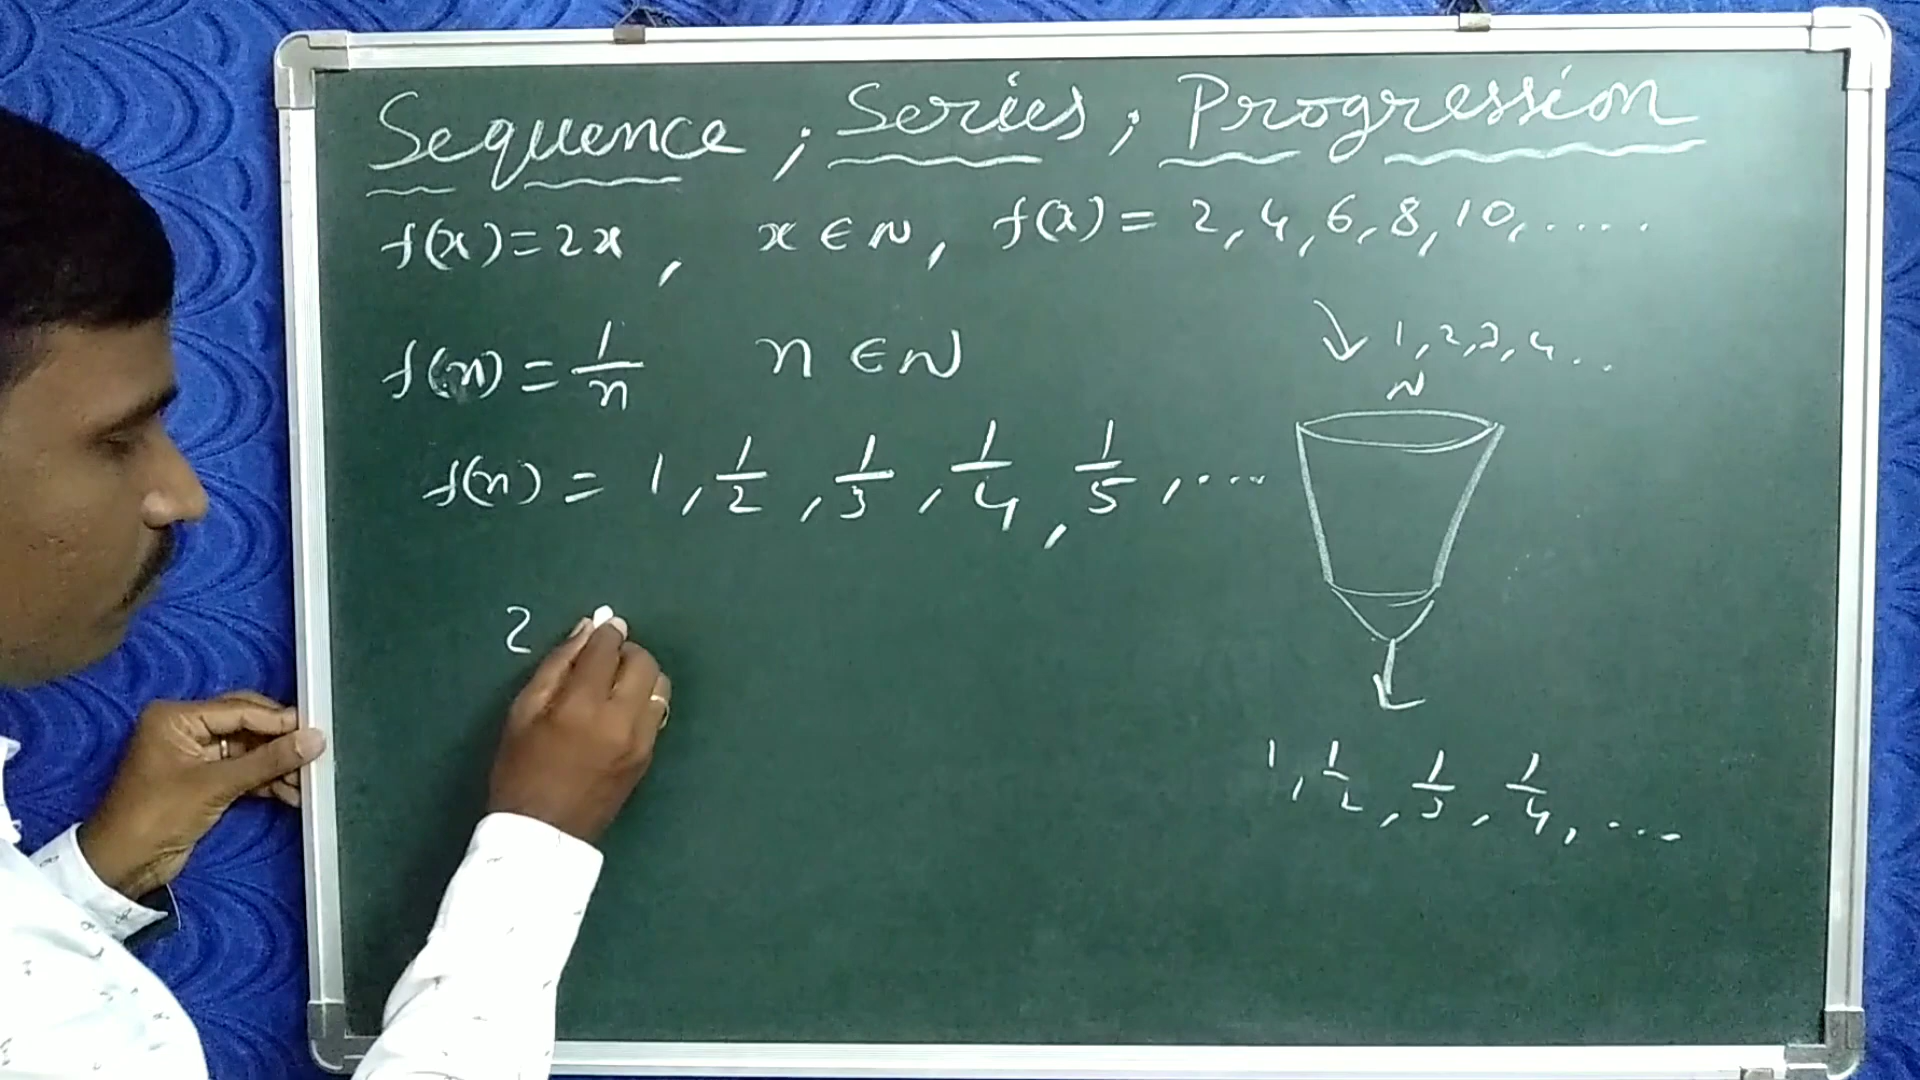 Sequence ; Series ; Progression
f(x) = 2x , x ∈ N , f(x) = 2, 4, 6, 8, 10, .....
f(n) = 1/n n ∈ N
f(n) = 1, 1/2, 1/3, 1/4, 1/5, ...
2
1, 2, 3, 4 ...
N
1, 1/2, 1/3, 1/4, ....